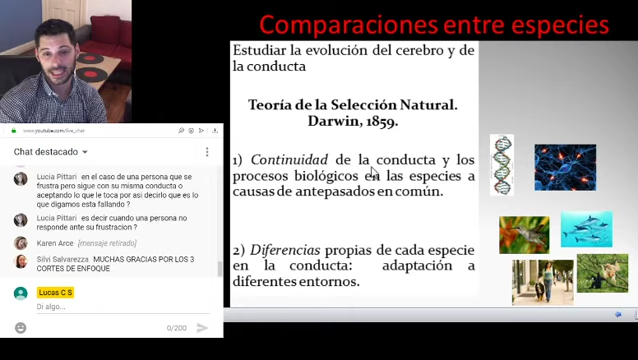 Comparaciones entre especies
Estudiar la evolución del cerebro y de
la conducta
Teoría de la Selección Natural.
Darwin, 1859.
1) Continuidad de la conducta y los
procesos biológicos en las especies a
causas de antepasados en común.
2) Diferencias propias de cada especie
en la conducta: adaptación a
diferentes entornos.
www.youtube.com/live_chat
Chat destacado
Lucia Pittari en el caso de una persona que se
frustra pero sigue con su misma conducta o
aceptando lo que le toca por asi decirlo que es lo
que digamos esta fallando ?
Lucia Pittari es decir cuando una persona no
responde ante su frustracion ?
Karen Arce [mensaje retirado]
Silvi Salvarezza MUCHAS GRACIAS POR LOS 3
CORTES DE ENFOQUE
Lucas C S
Di algo...
0/200